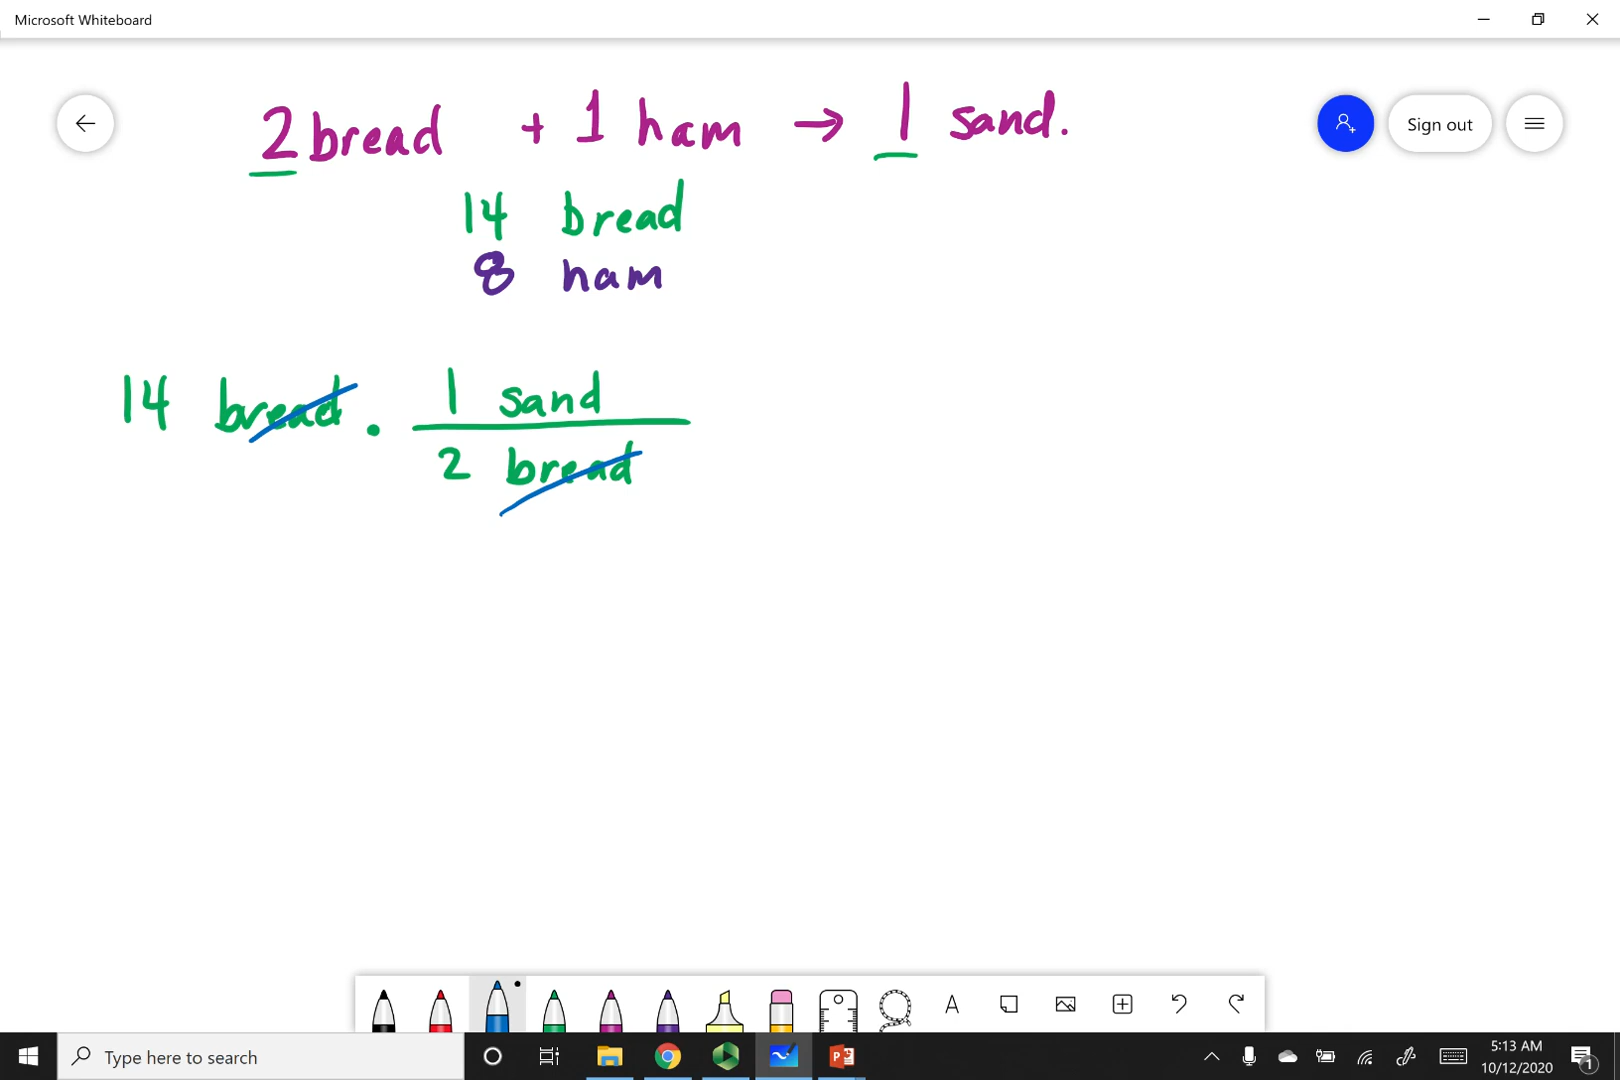 Microsoft Whiteboard
2 bread + 1 ham → 1 sand.
Sign out
14 bread
8 ham
14 bread · 1 sand
2 bread
A
Type here to search
P
5:13 AM
10/12/2020
1